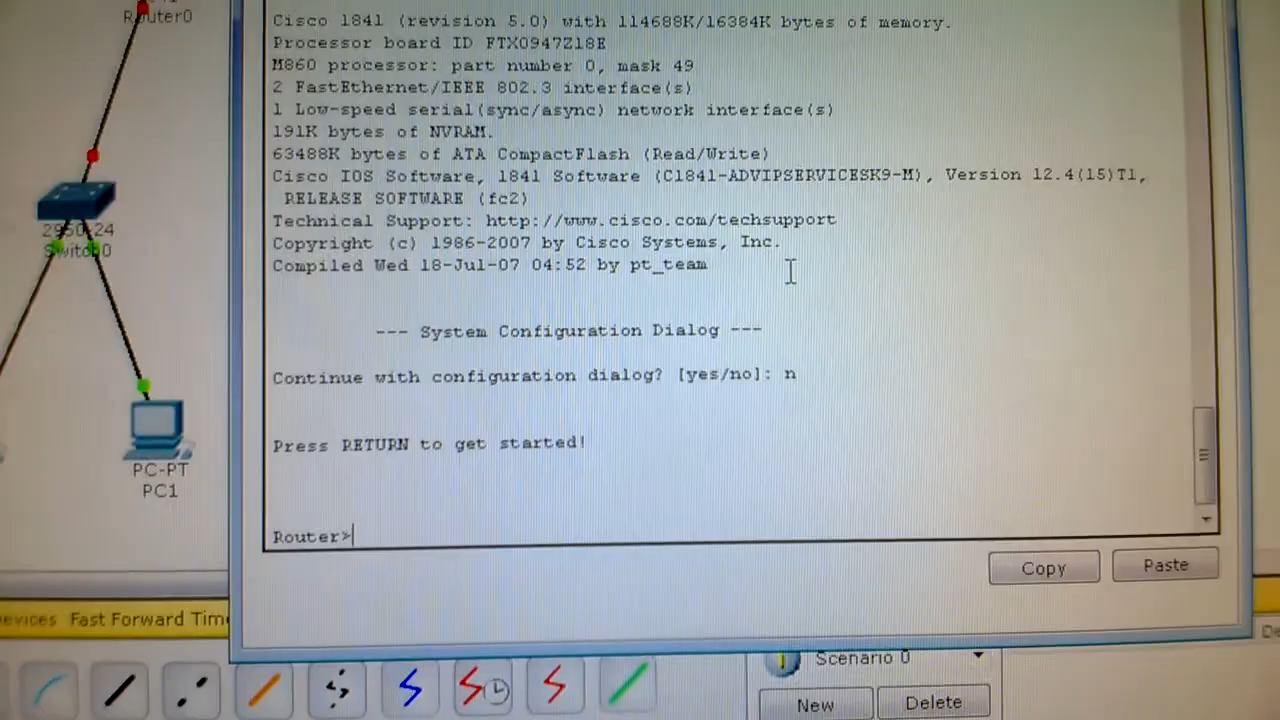 Router0
Cisco 1841 (revision 5.0) with 114688K/16384K bytes of memory.
Processor board ID FTX0947Z18E
M860 processor: part number 0, mask 49
2 FastEthernet/IEEE 802.3 interface(s)
1 Low-speed serial(sync/async) network interface(s)
191K bytes of NVRAM.
63488K bytes of ATA CompactFlash (Read/Write)
Cisco IOS Software, 1841 Software (C1841-ADVIPSERVICESK9-M), Version 12.4(15)T1,
RELEASE SOFTWARE (fc2)
Technical Support: http://www.cisco.com/techsupport
Copyright (c) 1986-2007 by Cisco Systems, Inc.
Compiled Wed 18-Jul-07 04:52 by pt_team
--- System Configuration Dialog ---
Continue with configuration dialog? [yes/no]: n
Press RETURN to get started!
Router>
2950-24
Switch0
PC-PT
PC1
Copy
Paste
Fast Forward Tim
Scenario 0
New
Delete